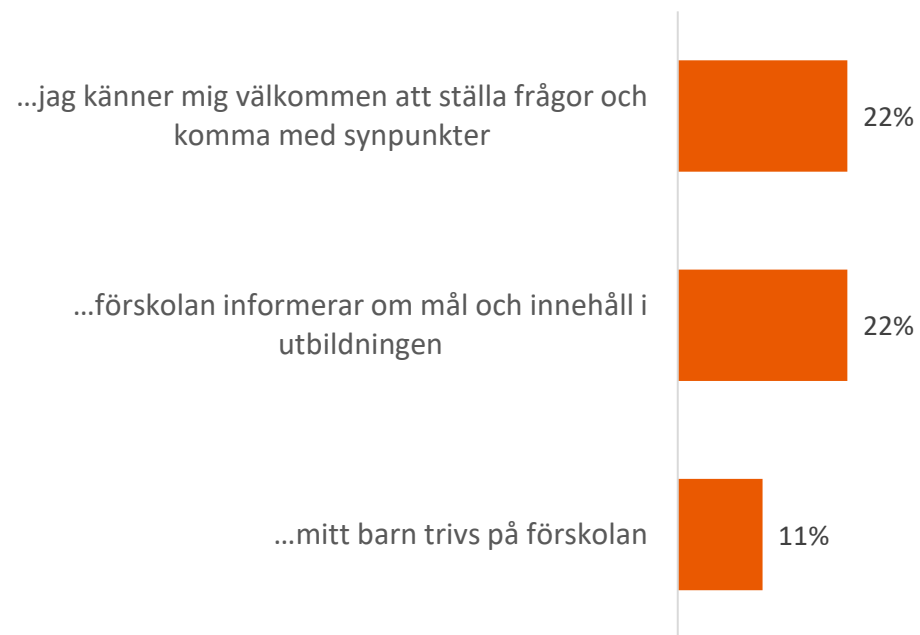 ...jag känner mig välkommen att ställa frågor och
komma med synpunkter
22%
...förskolan informerar om mål och innehåll i
utbildningen
22%
...mitt barn trivs på förskolan
11%